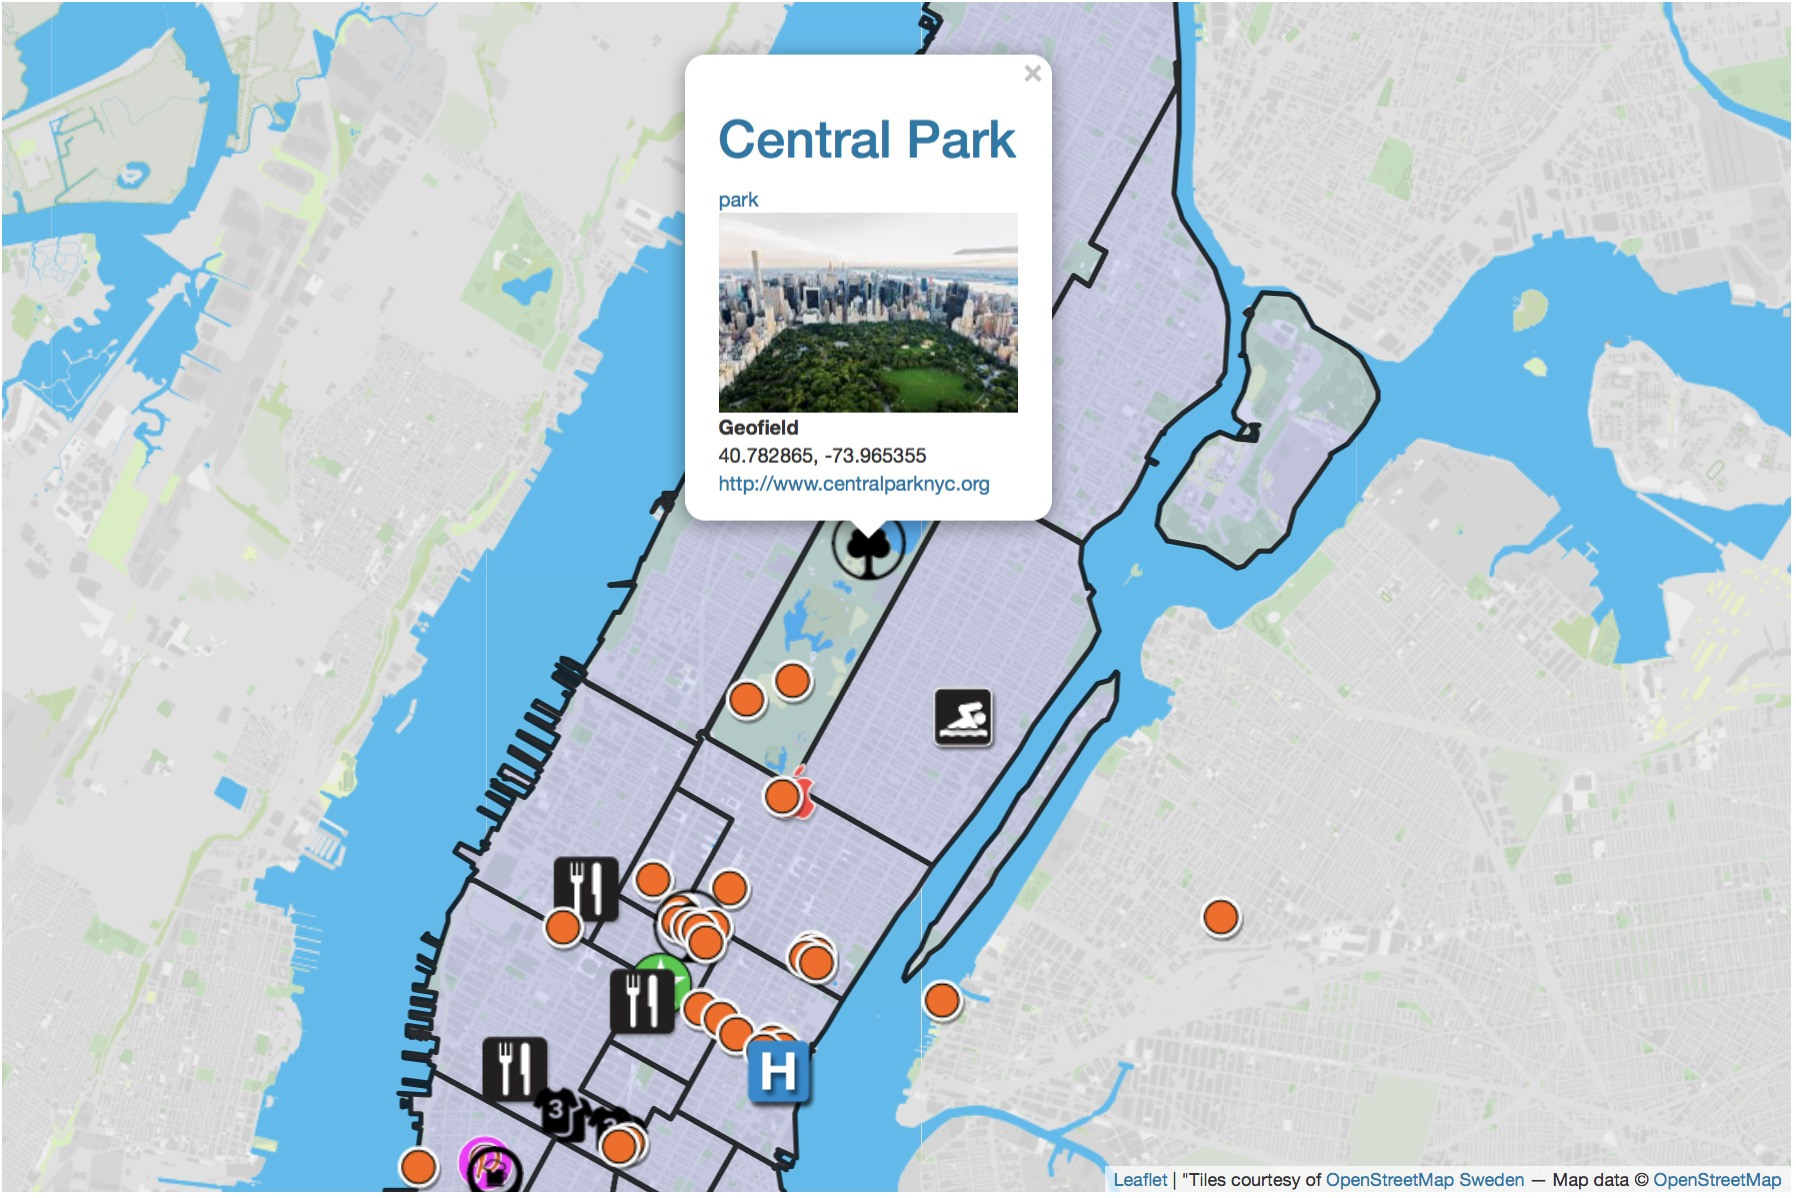 ×
Central Park
park
Geofield
40.782865, -73.965355
http://www.centralparknyc.org
H
3
Leaflet | "Tiles courtesy of OpenStreetMap Sweden — Map data © OpenStreetMap